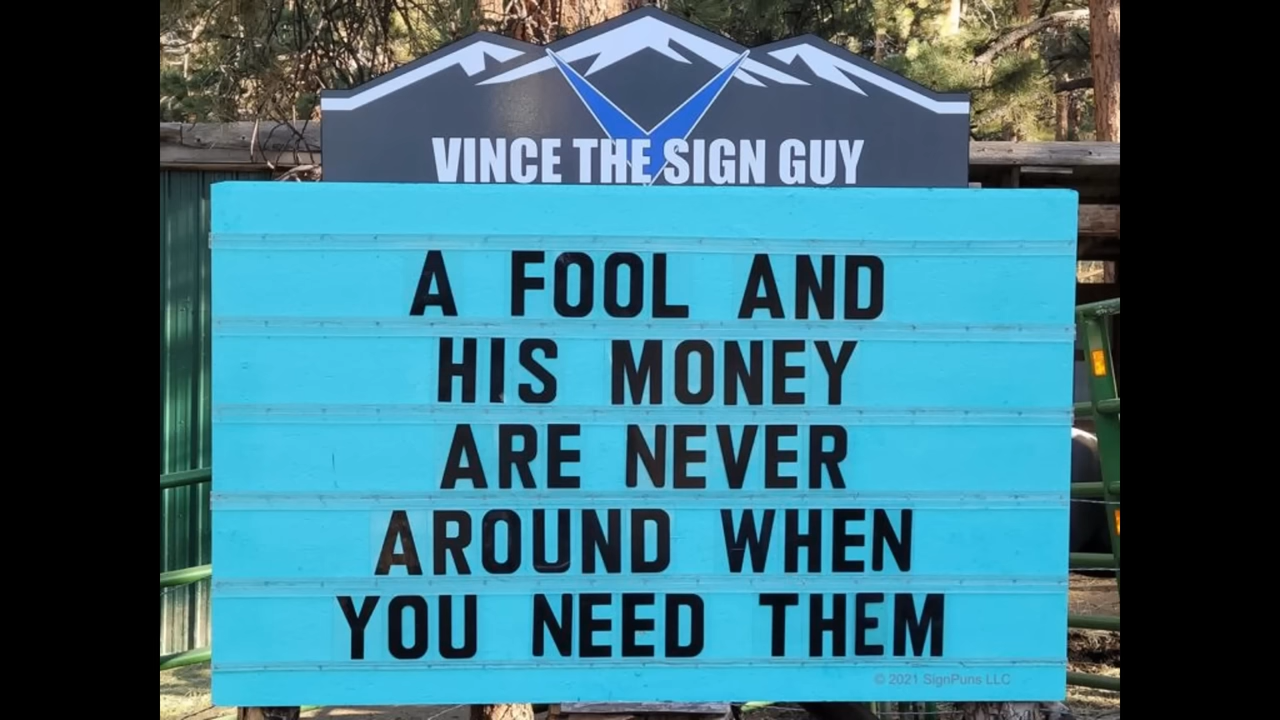 VINCE THE SIGN GUY
A FOOL AND
HIS MONEY
ARE NEVER
AROUND WHEN
YOU NEED THEM
© 2021 SignPuns LLC